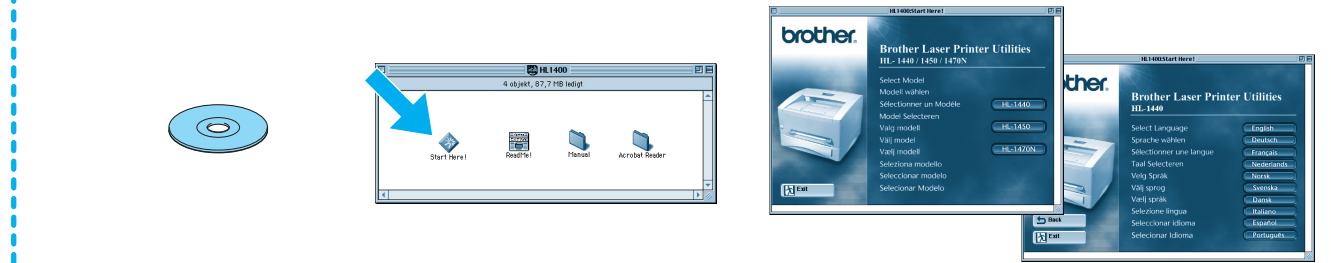 HL1400
4 objekt, 87,7 MB ledigt
Start Here!
ReadMe!
Manual
Acrobat Reader
HL1400:Start Here!
brother.
Brother Laser Printer Utilities
HL- 1440 / 1450 / 1470N
Select Model
Modell wählen
Sélectionner un Modèle
HL-1440
Model Selecteren
Valg modell
HL-1450
Välj model
Vælj modell
HL-1470N
Seleziona modello
Seleccionar modelo
Selecionar Modelo
Exit
HL1400:Start Here!
ther.
Brother Laser Printer Utilities
HL-1440
Select Language
English
Sprache wählen
Deutsch
Sélectionner une langue
Français
Taal Selecteren
Nederlands
Velg Språk
Norsk
Välj sprog
Svenska
Vælj språk
Dansk
Selezione lingua
Italiano
Seleccionar idioma
Español
Selecionar Idioma
Português
Back
Exit